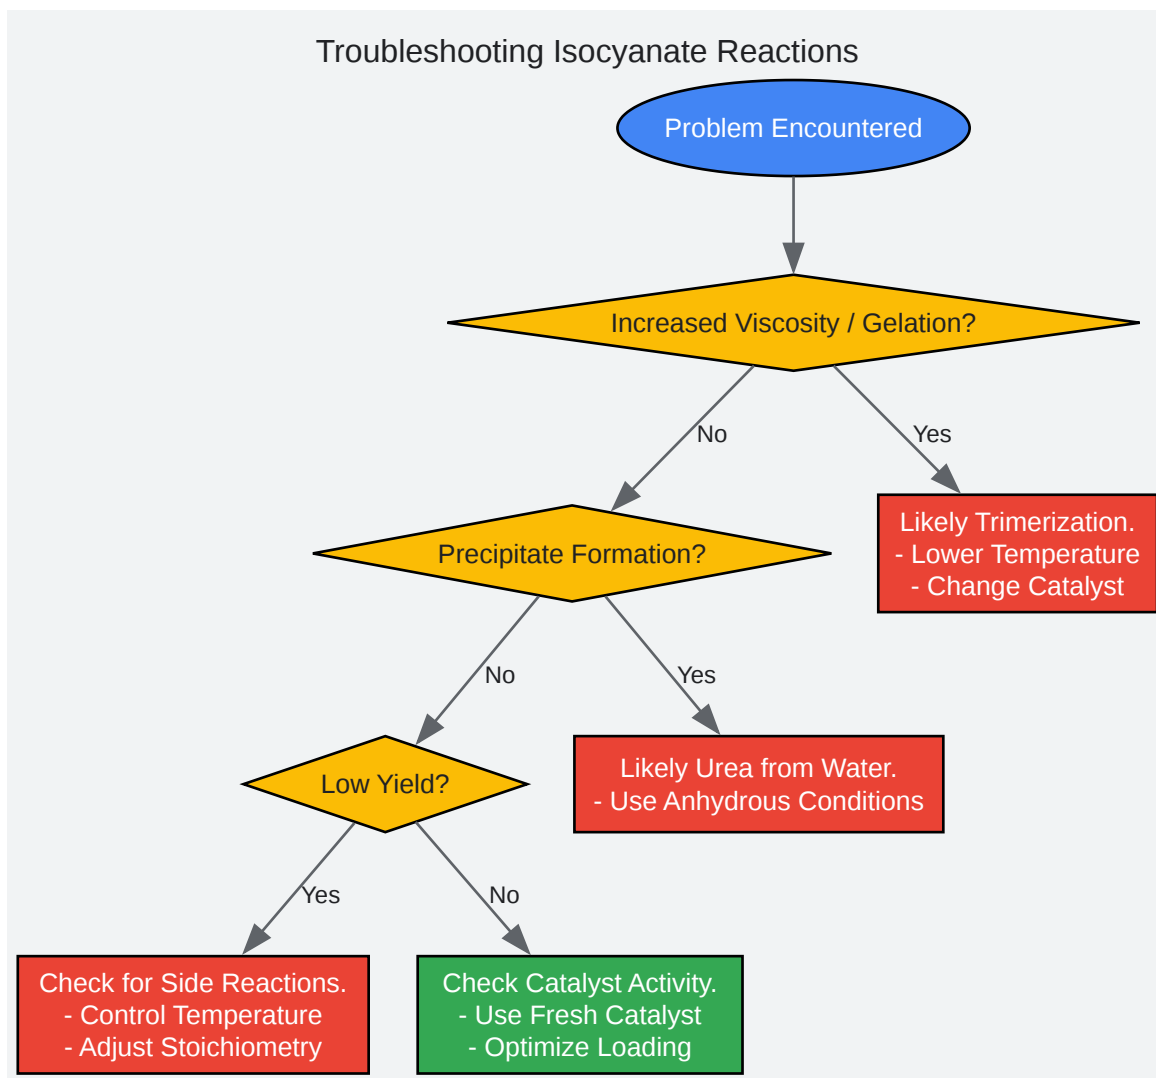 Troubleshooting Isocyanate Reactions
Problem Encountered
Increased Viscosity / Gelation?
No
Yes
Likely Trimerization.
- Lower Temperature
- Change Catalyst
Precipitate Formation?
No
Yes
Likely Urea from Water.
- Use Anhydrous Conditions
Low Yield?
Yes
No
Check for Side Reactions.
- Control Temperature
- Adjust Stoichiometry
Check Catalyst Activity.
- Use Fresh Catalyst
- Optimize Loading